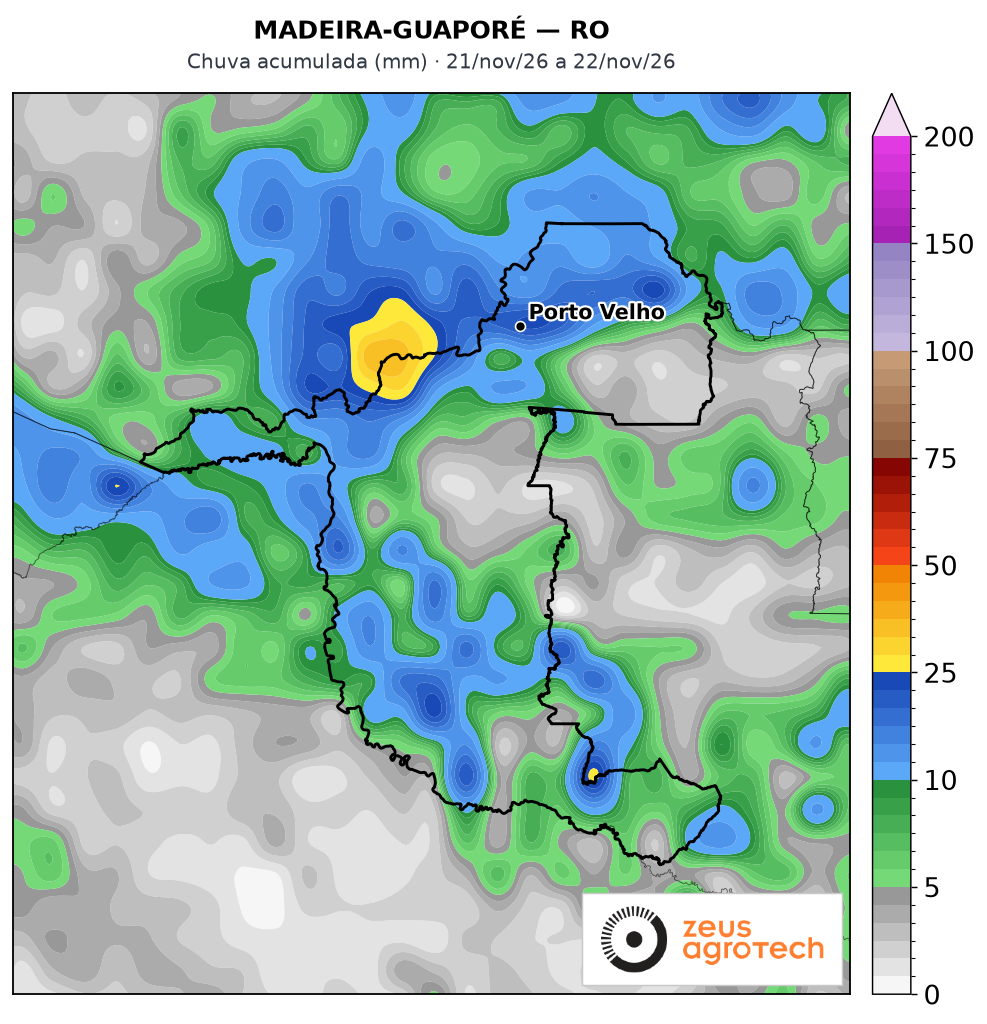 MADEIRA-GUAPORÉ — RO
Chuva acumulada (mm) · 21/nov/26 a 22/nov/26
Porto Velho
200
150
100
75
50
25
10
5
0
zeus
agrotech